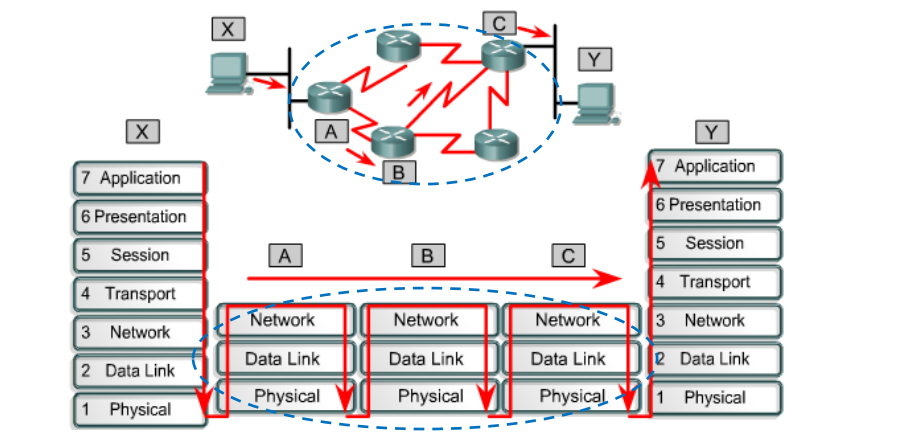 X
C
Y
A
B
X
Y
7 Application
6 Presentation
5 Session
4 Transport
3 Network
2 Data Link
1 Physical
A
B
C
Network
Data Link
Physical
Network
Data Link
Physical
Network
Data Link
Physical
7 Application
6 Presentation
5 Session
4 Transport
3 Network
2 Data Link
1 Physical